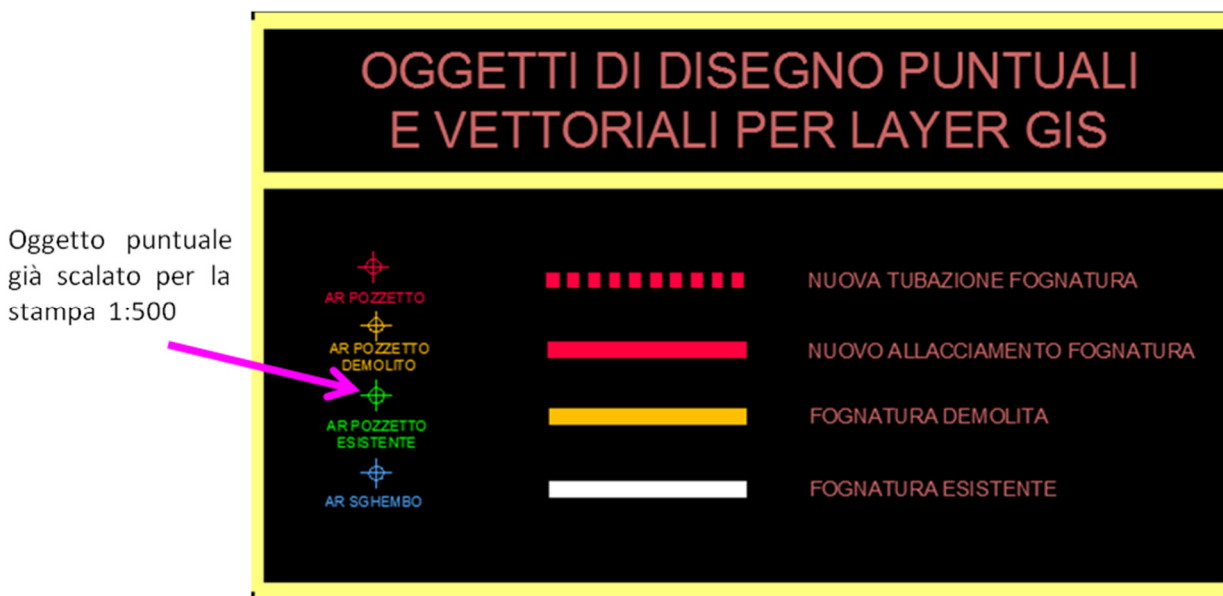 OGGETTI DI DISEGNO PUNTUALI
E VETTORIALI PER LAYER GIS
Oggetto puntuale
già scalato per la
stampa 1:500
AR POZZETTO
NUOVA TUBAZIONE FOGNATURA
AR POZZETTO
DEMOLITO
NUOVO ALLACCIAMENTO FOGNATURA
AR POZZETTO
ESISTENTE
FOGNATURA DEMOLITA
AR SGHEMBO
FOGNATURA ESISTENTE